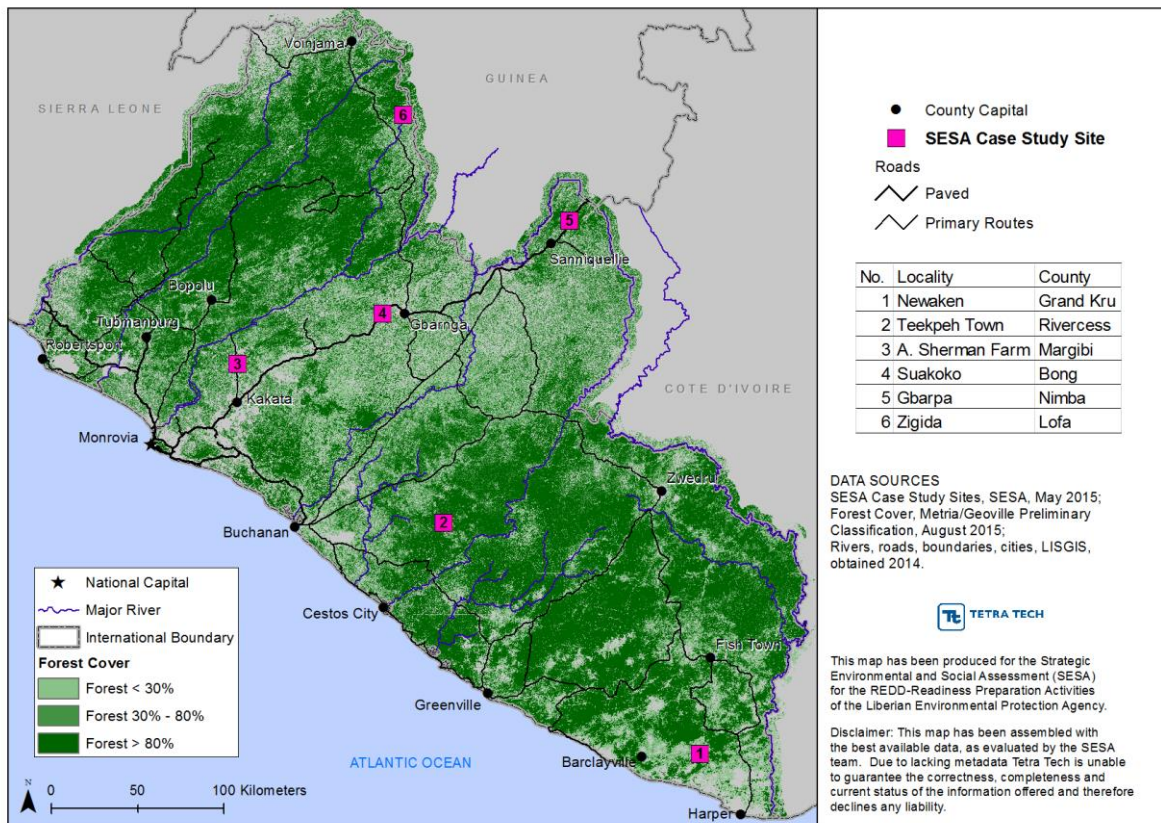 Voinjama
GUINEA
SIERRA LEONE
6
5
Sanniquellie
Bopolu
4
Gbarnga
Tubmanburg
Robertsport
3
COTE D'IVOIRE
Kakata
Monrovia
Zwedru
2
Buchanan
Cestos City
Fish Town
Greenville
1
Barclayville
ATLANTIC OCEAN
Harper
National Capital
Major River
International Boundary
Forest Cover
Forest < 30%
Forest 30% - 80%
Forest > 80%
N
0 50 100 Kilometers
County Capital
SESA Case Study Site
Roads
Paved
Primary Routes
No. Locality County
1 Newaken Grand Kru
2 Teekpeh Town Rivercess
3 A. Sherman Farm Margibi
4 Suakoko Bong
5 Gbarpa Nimba
6 Zigida Lofa
DATA SOURCES
SESA Case Study Sites, SESA, May 2015;
Forest Cover, Metria/Geoville Preliminary
Classification, August 2015;
Rivers, roads, boundaries, cities, LISGIS,
obtained 2014.
Tt TETRA TECH
This map has been produced for the Strategic
Environmental and Social Assessment (SESA)
for the REDD-Readiness Preparation Activities
of the Liberian Environmental Protection Agency.
Disclaimer: This map has been assembled with
the best available data, as evaluated by the SESA
team. Due to lacking metadata Tetra Tech is unable
to guarantee the correctness, completeness and
current status of the information offered and therefore
declines any liability.